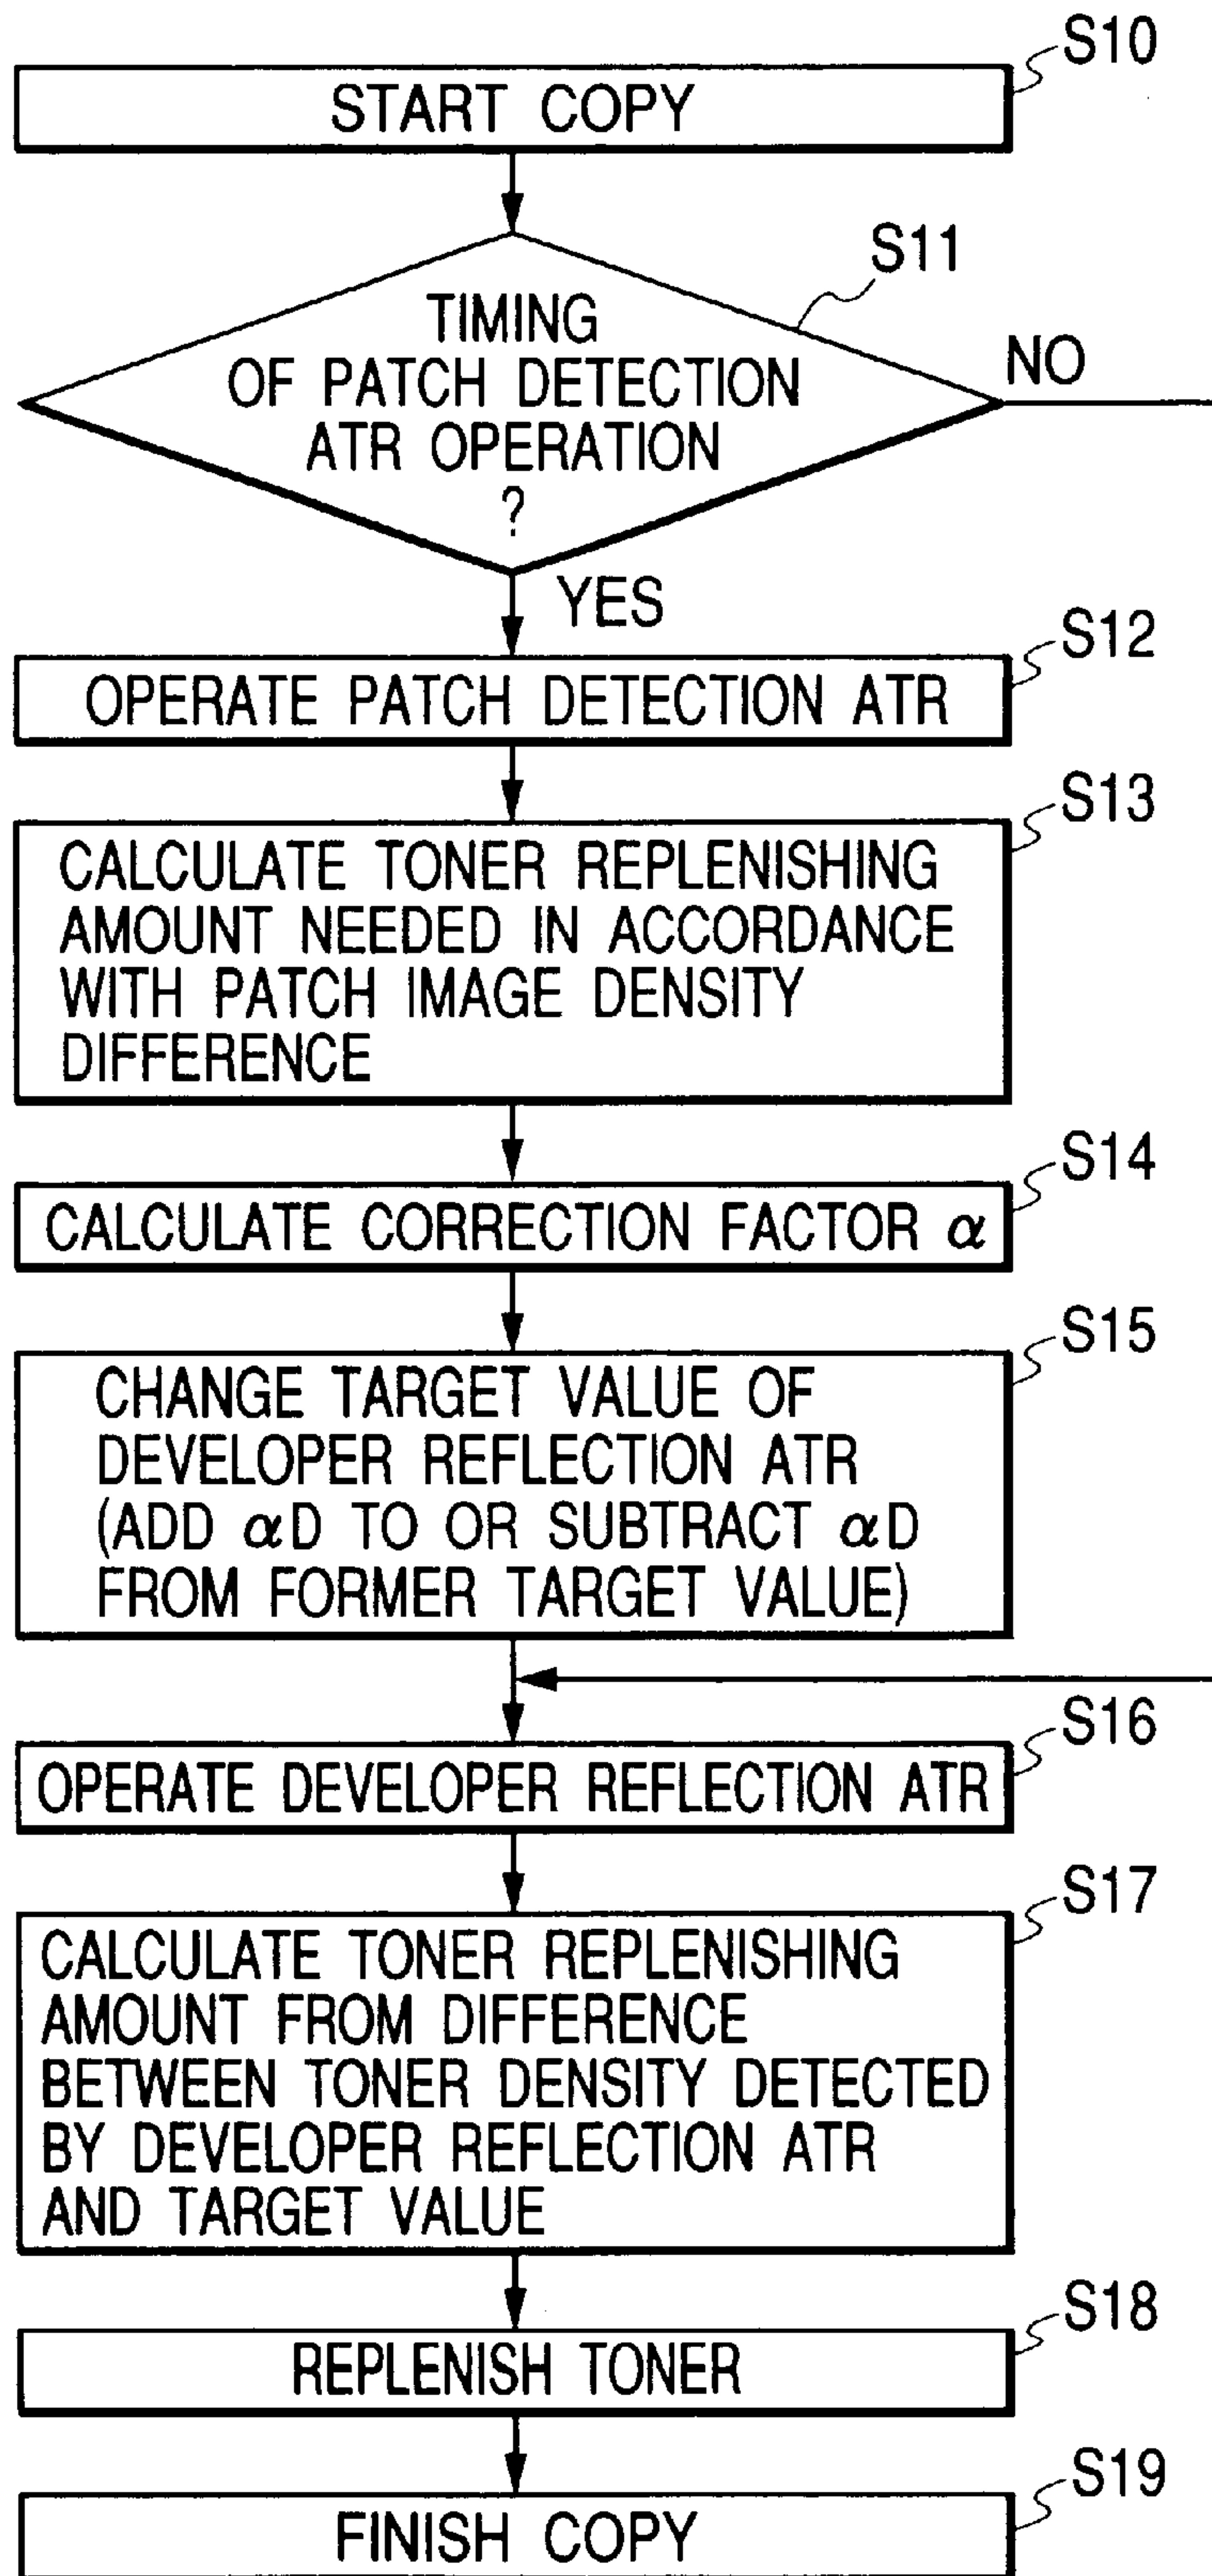 S10
START COPY
S11
TIMING
OF PATCH DETECTION
ATR OPERATION
?
NO
YES
S12
OPERATE PATCH DETECTION ATR
S13
CALCULATE TONER REPLENISHING
AMOUNT NEEDED IN ACCORDANCE
WITH PATCH IMAGE DENSITY
DIFFERENCE
S14
CALCULATE CORRECTION FACTOR α
S15
CHANGE TARGET VALUE OF
DEVELOPER REFLECTION ATR
(ADD αD TO OR SUBTRACT αD
FROM FORMER TARGET VALUE)
S16
OPERATE DEVELOPER REFLECTION ATR
S17
CALCULATE TONER REPLENISHING
AMOUNT FROM DIFFERENCE
BETWEEN TONER DENSITY DETECTED
BY DEVELOPER REFLECTION ATR
AND TARGET VALUE
S18
REPLENISH TONER
S19
FINISH COPY